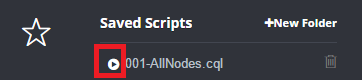 Saved Scripts
+New Folder
001-AllNodes.cql